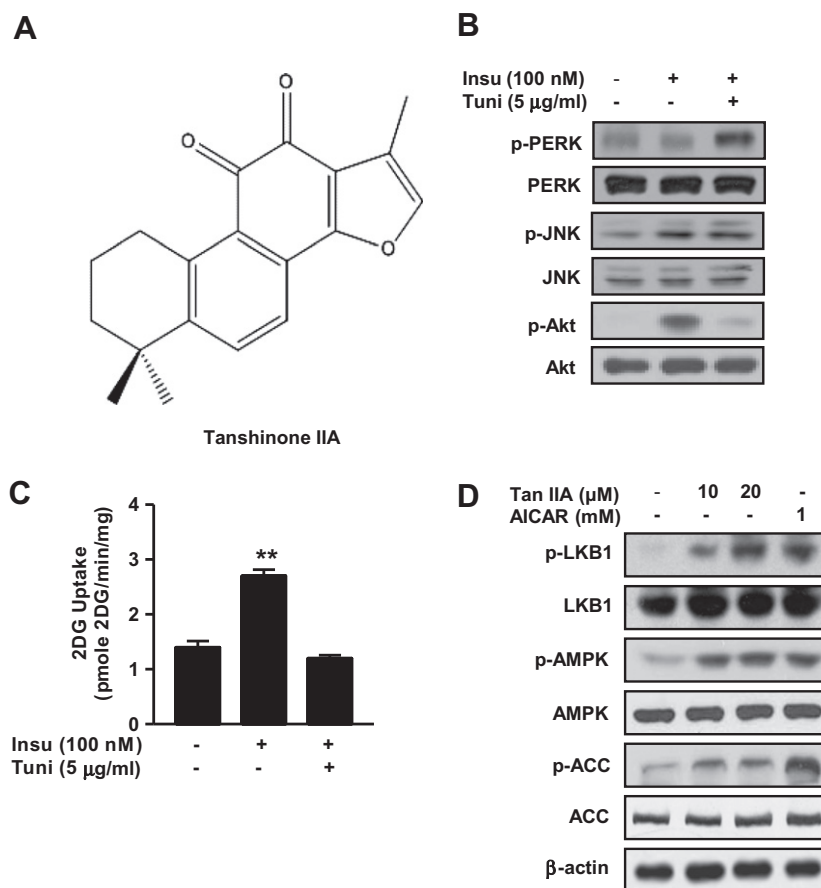 A
O
O
O
Tanshinone IIA
B
Insu (100 nM) - + +
Tuni (5 μg/ml) - - +
p-PERK
PERK
p-JNK
JNK
p-Akt
Akt
C
2DG Uptake
(pmole 2DG/min/mg)
4
3
2
1
0
**
Insu (100 nM) - + +
Tuni (5 μg/ml) - - +
D
Tan IIA (μM) - 10 20 -
AICAR (mM) - - - 1
p-LKB1
LKB1
p-AMPK
AMPK
p-ACC
ACC
β-actin